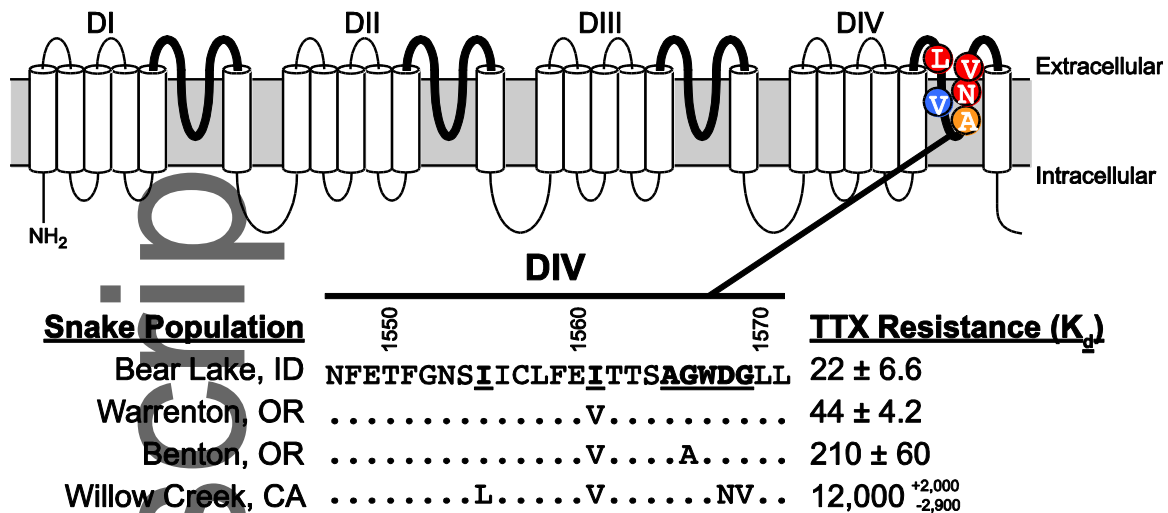 DI DII DIII DIV
L V N V A
Extracellular
Intracellular
NH2
DIV
1550 1560 1570
Snake Population TTX Resistance (Kd)
Bear Lake, ID NFETFGNSIICLFEITTSAGWDGLL 22 ± 6.6
Warrenton, OR ..............V.......... 44 ± 4.2
Benton, OR ..............V....A..... 210 ± 60
Willow Creek, CA ........L.....V......NV.. 12,000 +2,000 -2,900
scrip